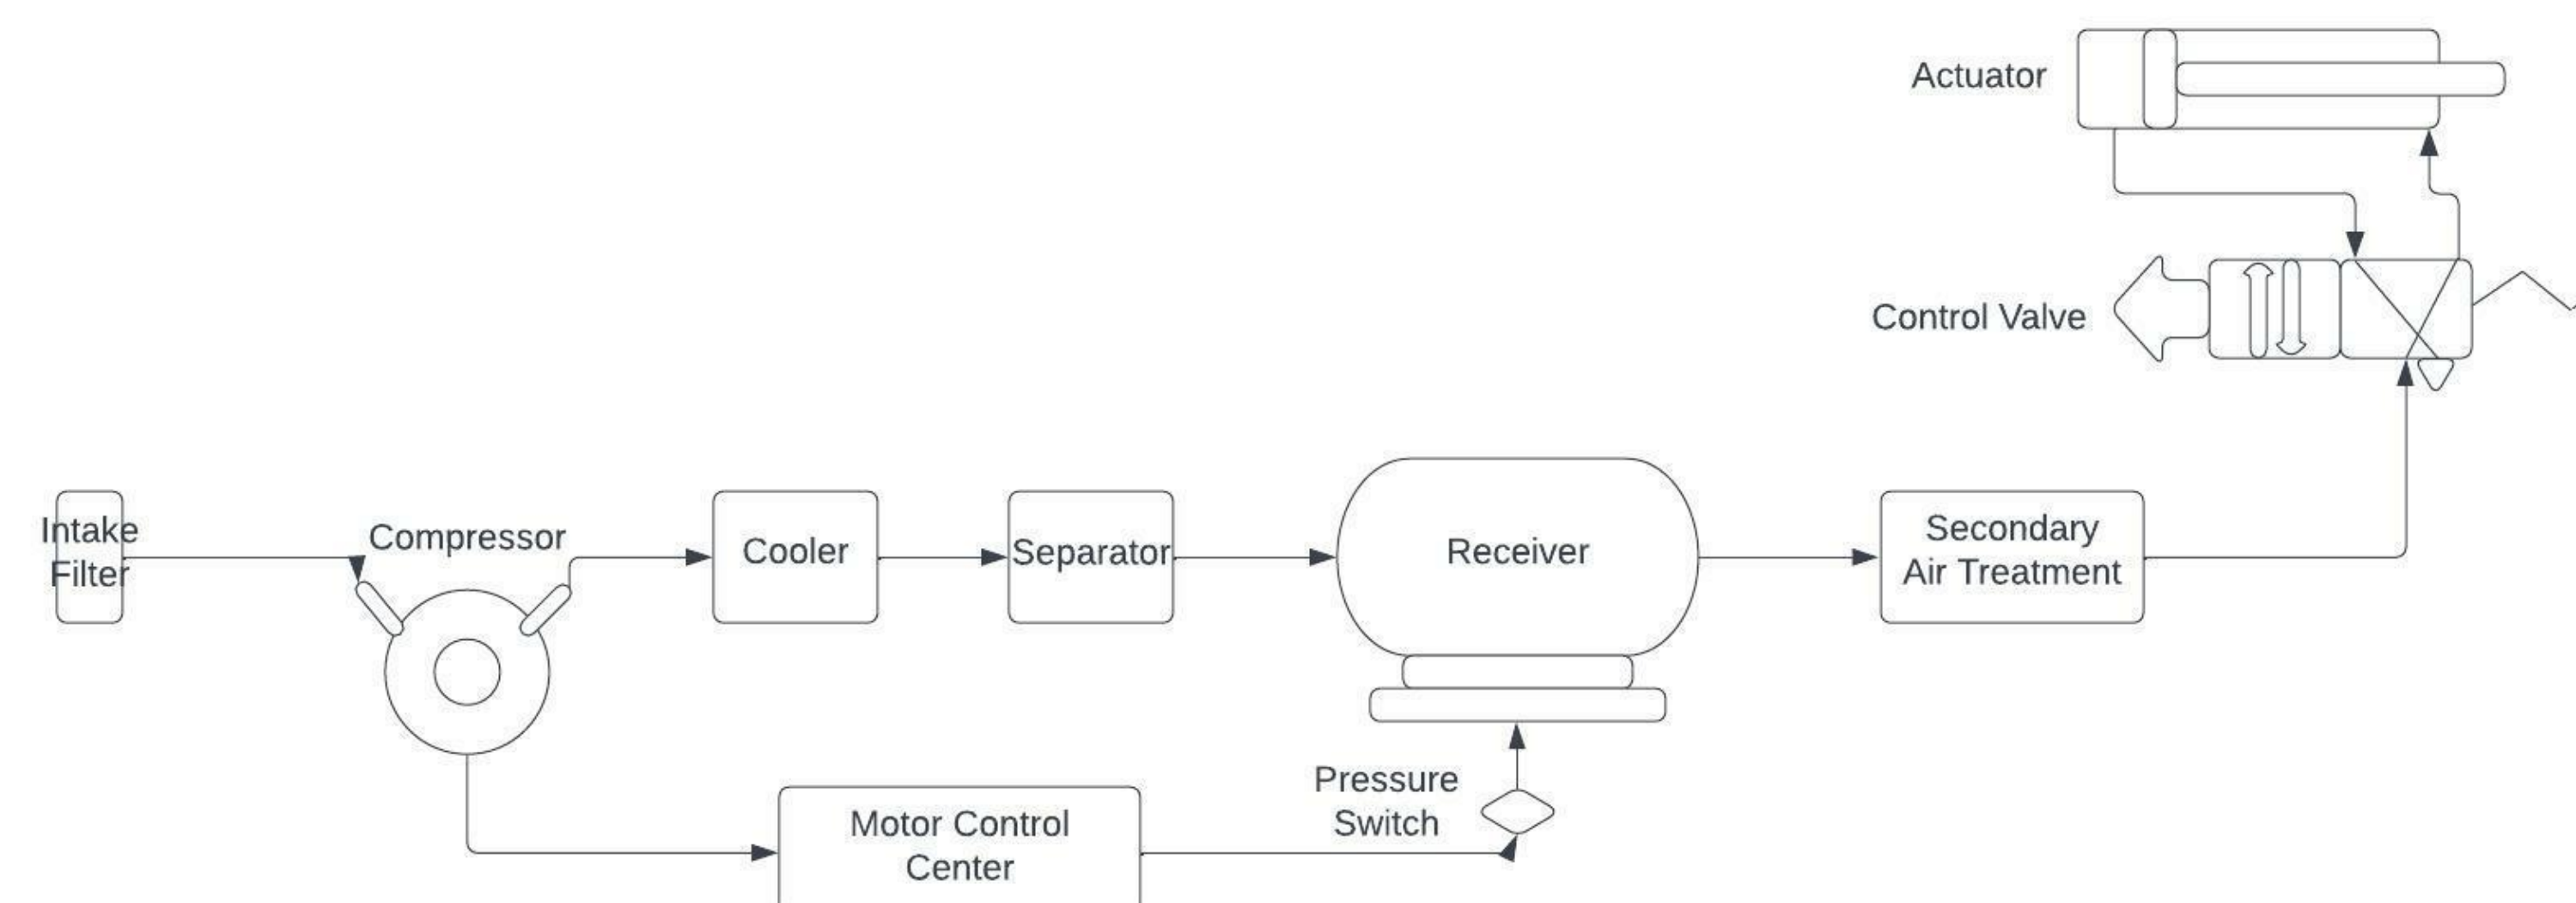 Actuator
Control Valve
Intake
Filter
Compressor
Cooler
Separator
Receiver
Secondary
Air Treatment
Pressure
Switch
Motor Control
Center